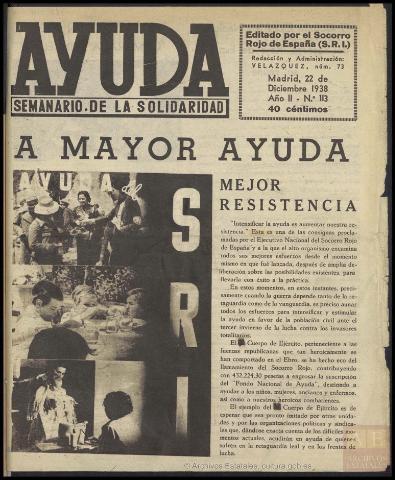 AYUDA
SEMANARIO DE LA SOLIDARIDAD
Editado por el Socorro
Rojo de España (S. R. I.)
Redacción y Administración:
VELAZQUEZ, núm. 73
Madrid, 22 de
Diciembre 1938
Año II - N.º 113
40 céntimos
A MAYOR AYUDA
AYUDA al
S
R
MEJOR
RESISTENCIA
"Intensificar la ayuda es aumentar nuestra re-
sistencia." Esta es una de las consignas procla-
madas por el Ejecutivo Nacional del Socorro Rojo
de España y a la que el alto organismo encamina
todos sus mejores esfuerzos desde el momento
mismo en que fué lanzada, después de amplia de-
liberación sobre las posibilidades existentes, para
llevarla con éxito a la práctica.
En estos momentos, en estos instantes, preci-
samente cuando la guerra depende tanto de la re-
taguardia como de la vanguardia, es preciso aunar
todos los esfuerzos para intensificar y estimular
la ayuda en favor de la población civil ante el
tercer invierno de la lucha contra los invasores
totalitarios.
El Cuerpo de Ejército, perteneciente a las
fuerzas republicanas que tan heroicamente se
han comportado en el Ebro, se ha hecho eco
del llamamiento del Socorro Rojo, contribuyendo
con 432.224,30 pesetas a engrosar la suscripción
del "Fondo Nacional de Ayuda", destinado a
ayudar a los niños, mujeres, ancianos y enfermos,
así como a nuestros heroicos combatientes.
El ejemplo del Cuerpo de Ejército es de
esperar que sea pronto imitado por otras unida-
des y por las organizaciones políticas y sindica-
les que, dándose exacta cuenta de los difíciles mo-
mentos actuales, acudirán en ayuda de quienes
sufren en la retaguardia leal y en los frentes de
lucha.
© Archivos Estatales, cultura.gob.es
ARCHIVOS
ESTATALES